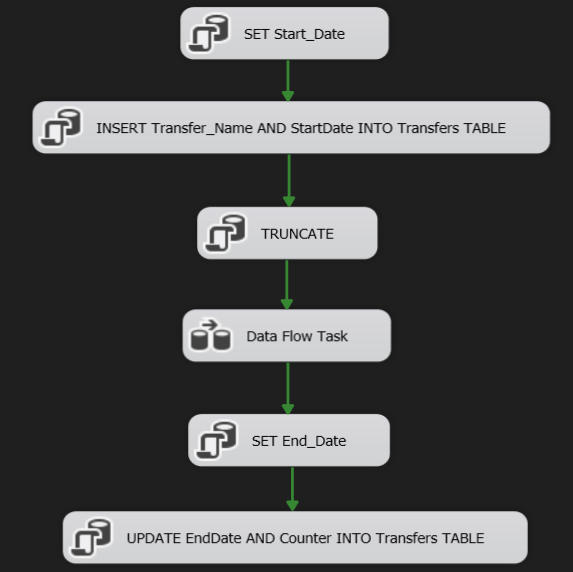 SET Start_Date
INSERT Transfer_Name AND StartDate INTO Transfers TABLE
TRUNCATE
Data Flow Task
SET End_Date
UPDATE EndDate AND Counter INTO Transfers TABLE